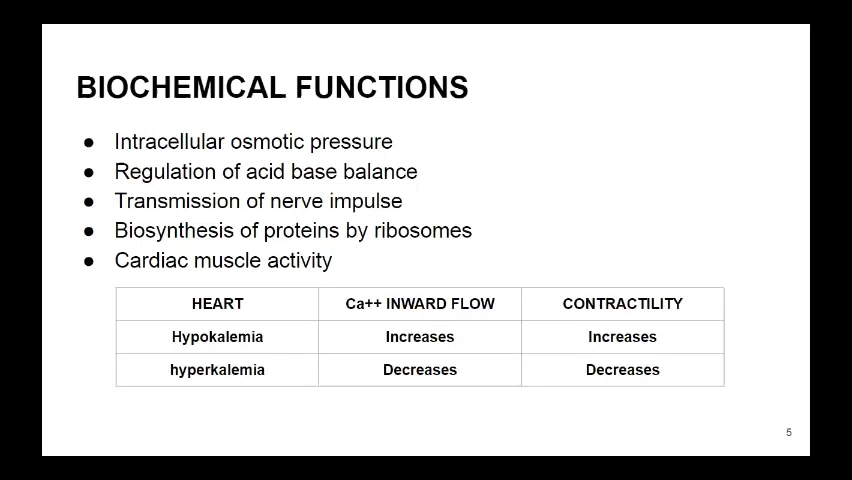 BIOCHEMICAL FUNCTIONS
● Intracellular osmotic pressure
● Regulation of acid base balance
● Transmission of nerve impulse
● Biosynthesis of proteins by ribosomes
● Cardiac muscle activity
HEART Ca++ INWARD FLOW CONTRACTILITY
Hypokalemia Increases Increases
hyperkalemia Decreases Decreases
5